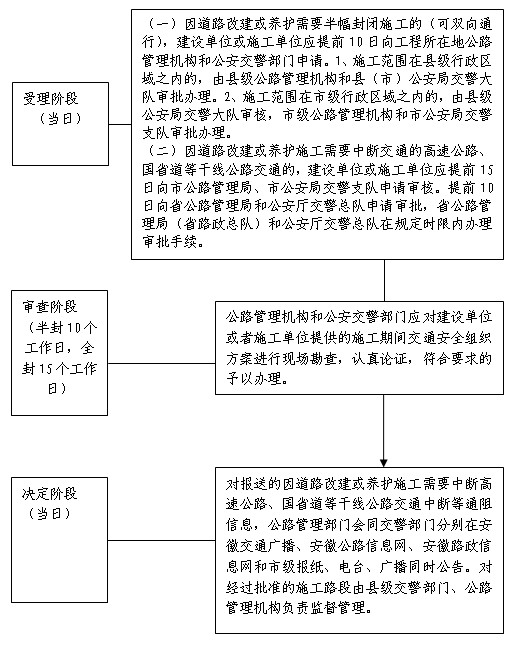 受理阶段
（当日）
（一）因道路改建或养护需要半幅封闭施工的（可双向通
行），建设单位或施工单位应提前10日向工程所在地公路
管理机构和公安交警部门申请。1、施工范围在县级行政区
域之内的，由县级公路管理机构和县（市）公安局交警大
队审批办理。2、施工范围在市级行政区域之内的，由县级
公安局交警大队审核，市级公路管理机构和市公安局交警
支队审批办理。
（二）因道路改建或养护施工需要中断交通的高速公路、
国省道等干线公路交通的，建设单位或施工单位应提前15
日向市公路管理局、市公安局交警支队申请审核。提前10
日向省公路管理局和公安厅交警总队申请审批，省公路管
理局（省路政总队）和公安厅交警总队在规定时限内办理
审批手续。
审查阶段
（半封10个
工作日，全
封15个工作
日）
公路管理机构和公安交警部门应对建设单位
或者施工单位提供的施工期间交通安全组织
方案进行现场勘查，认真论证，符合要求的
予以办理。
决定阶段
（当日）
对报送的因道路改建或养护施工需要中断高
速公路、国省道等干线公路交通中断等通阻
信息，公路管理部门会同交警部门分别在安
徽交通广播、安徽公路信息网、安徽路政信
息网和市级报纸、电台、广播同时公告。对
经过批准的施工路段由县级交警部门、公路
管理机构负责监督管理。